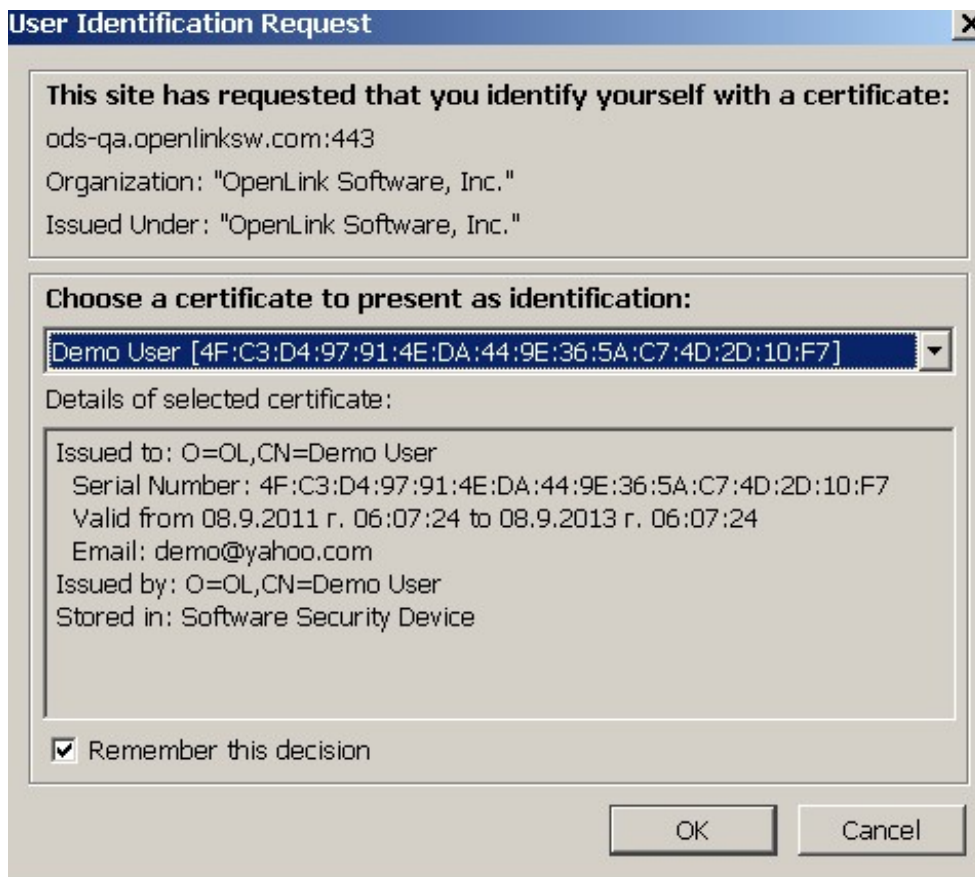 User Identification Request
This site has requested that you identify yourself with a certificate:
ods-qa.openlinksw.com:443
Organization: "OpenLink Software, Inc."
Issued Under: "OpenLink Software, Inc."
Choose a certificate to present as identification:
Demo User [4F:C3:D4:97:91:4E:DA:44:9E:36:5A:C7:4D:2D:10:F7]
Details of selected certificate:
Issued to: O=OL,CN=Demo User
Serial Number: 4F:C3:D4:97:91:4E:DA:44:9E:36:5A:C7:4D:2D:10:F7
Valid from 08.9.2011 г. 06:07:24 to 08.9.2013 г. 06:07:24
Email: demo@yahoo.com
Issued by: O=OL,CN=Demo User
Stored in: Software Security Device
Remember this decision
OK
Cancel